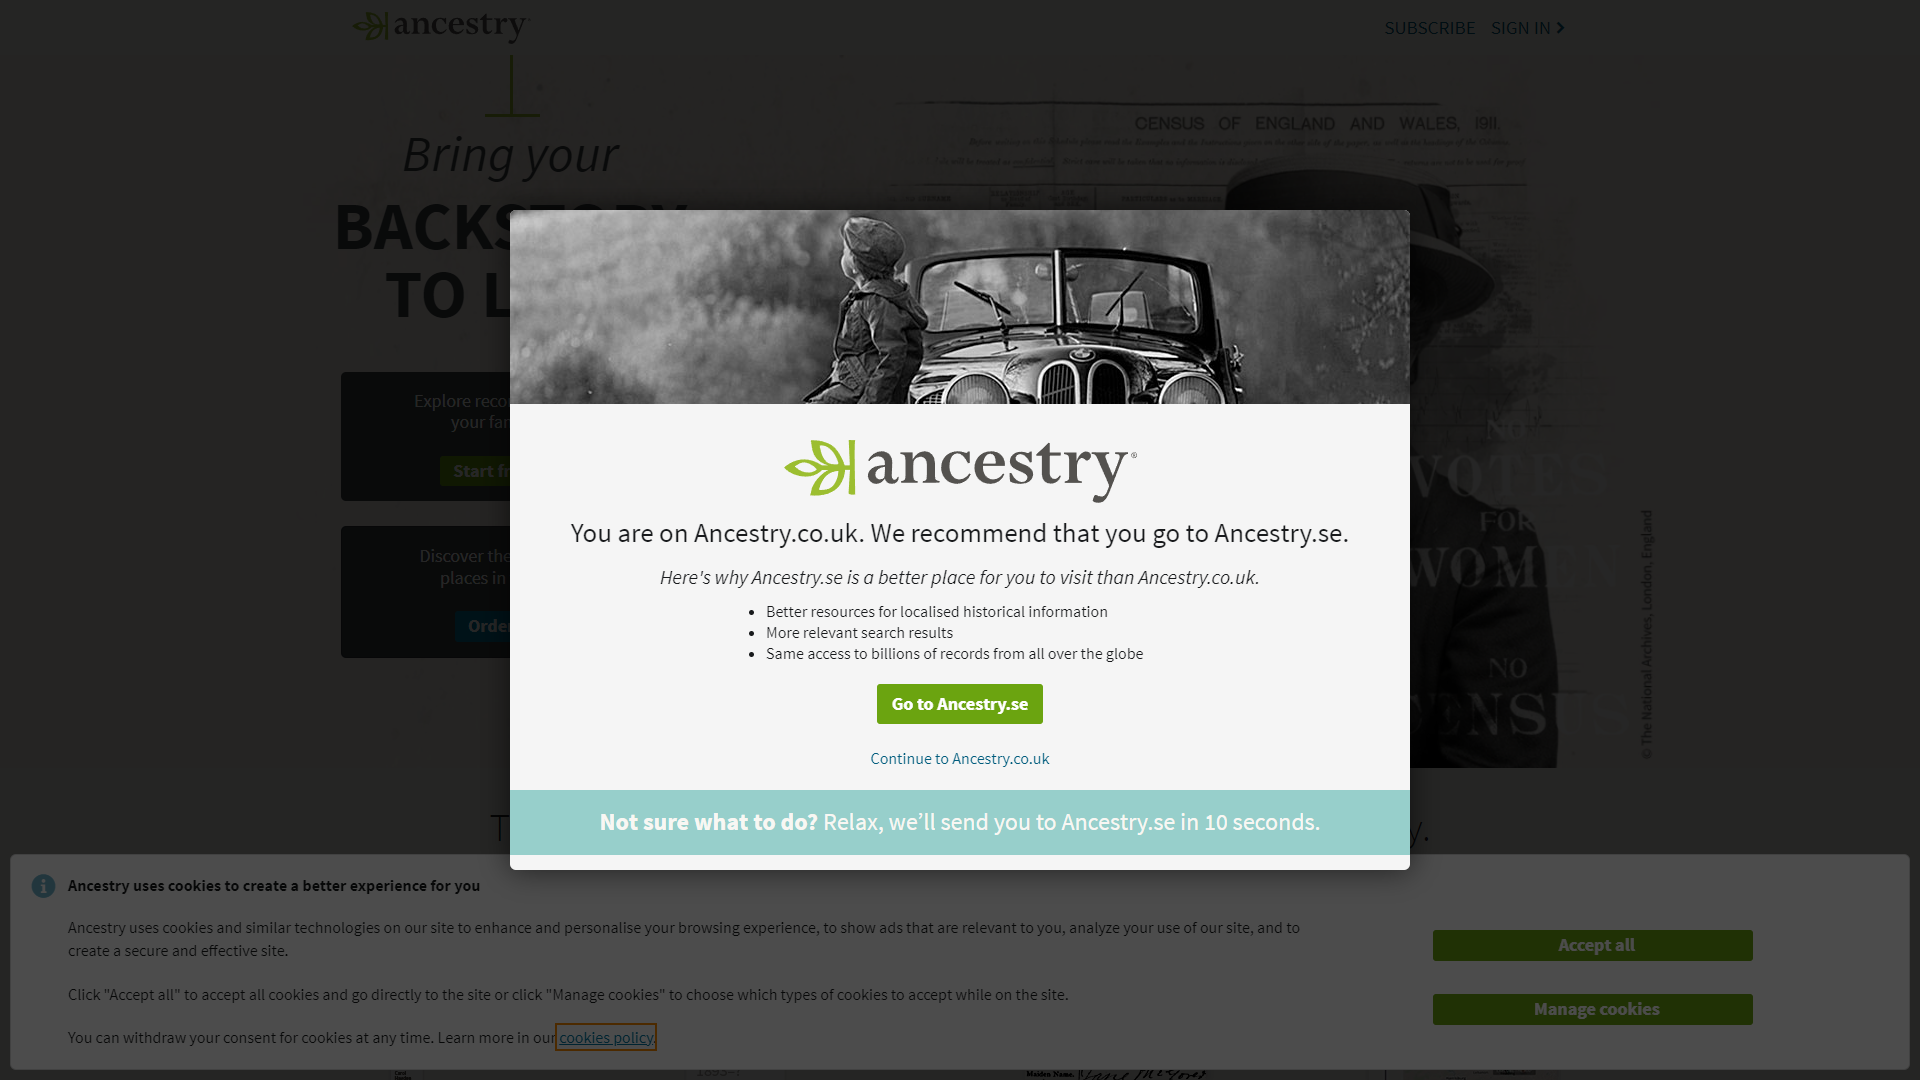 ancestry
SUBSCRIBE
SIGN IN
CENSUS OF ENGLAND AND WALES, 1911.
Bring your
BACKSTORY
TO L
Explore reco
your fa
Start fr
Discover the
places in
Orde
NO
VOTES
FOR
WOMEN
NO
CENSUS
© The National Archives, London, England
ancestry®
You are on Ancestry.co.uk. We recommend that you go to Ancestry.se.
Here's why Ancestry.se is a better place for you to visit than Ancestry.co.uk.
• Better resources for localised historical information
• More relevant search results
• Same access to billions of records from all over the globe
Go to Ancestry.se
Continue to Ancestry.co.uk
Not sure what to do? Relax, we’ll send you to Ancestry.se in 10 seconds.
Ancestry uses cookies to create a better experience for you
Ancestry uses cookies and similar technologies on our site to enhance and personalise your browsing experience, to show ads that are relevant to you, analyze your use of our site, and to
create a secure and effective site.
Click "Accept all" to accept all cookies and go directly to the site or click "Manage cookies" to choose which types of cookies to accept while on the site.
You can withdraw your consent for cookies at any time. Learn more in our cookies policy.
Accept all
Manage cookies